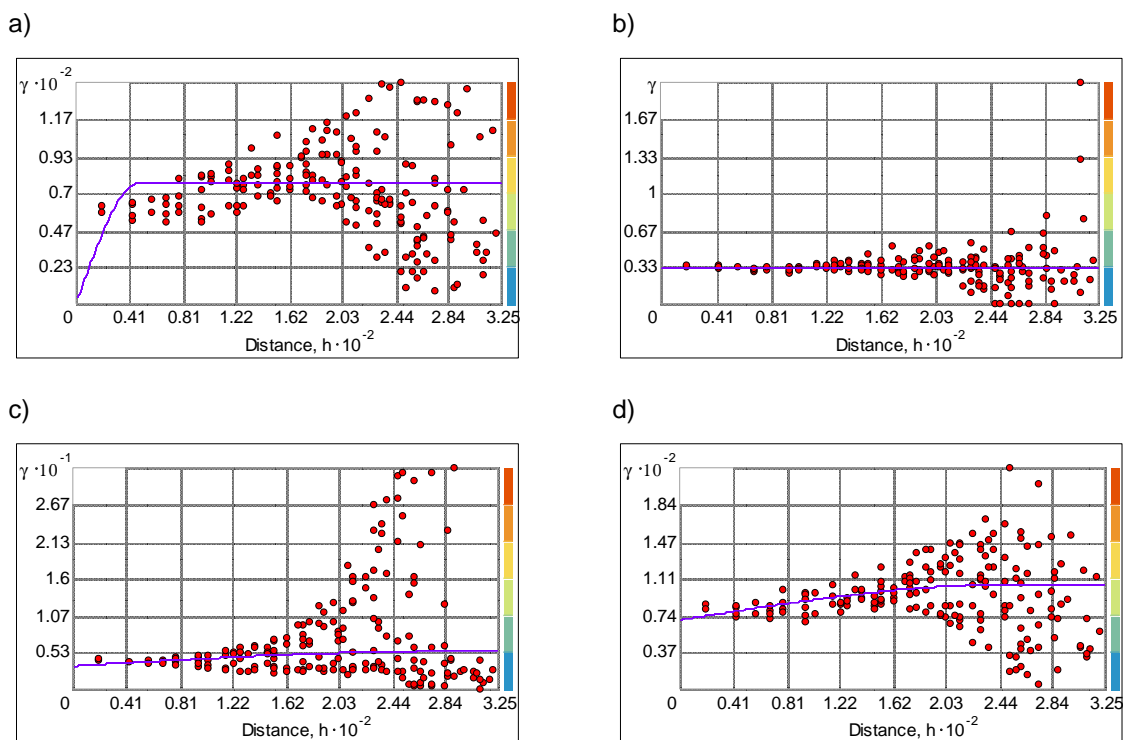 a)
γ ·10⁻²
1.17
0.93
0.7
0.47
0.23
0 0.41 0.81 1.22 1.62 2.03 2.44 2.84 3.25
Distance, h · 10⁻²
b)
γ
1.67
1.33
1
0.67
0.33
0 0.41 0.81 1.22 1.62 2.03 2.44 2.84 3.25
Distance, h · 10⁻²
c)
γ ·10⁻¹
2.67
2.13
1.6
1.07
0.53
0 0.41 0.81 1.22 1.62 2.03 2.44 2.84 3.25
Distance, h · 10⁻²
d)
γ ·10⁻²
1.84
1.47
1.11
0.74
0.37
0 0.41 0.81 1.22 1.62 2.03 2.44 2.84 3.25
Distance, h · 10⁻²